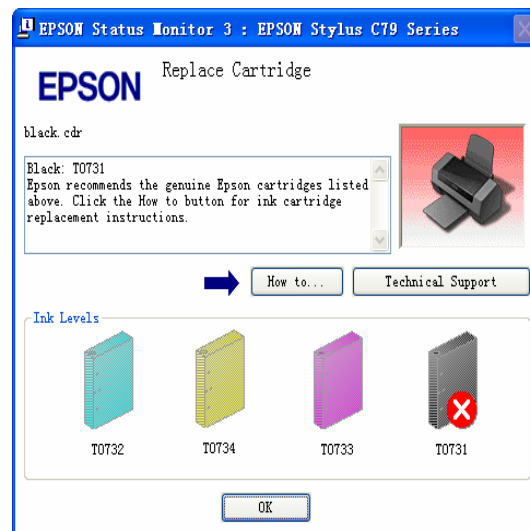 EPSON Status Monitor 3 : EPSON Stylus C79 Series
EPSON
Replace Cartridge
black.cdr
Black: T0731
Epson recommends the genuine Epson cartridges listed
above. Click the How to button for ink cartridge
replacement instructions.
How to...
Technical Support
Ink Levels
T0732
T0734
T0733
T0731
OK